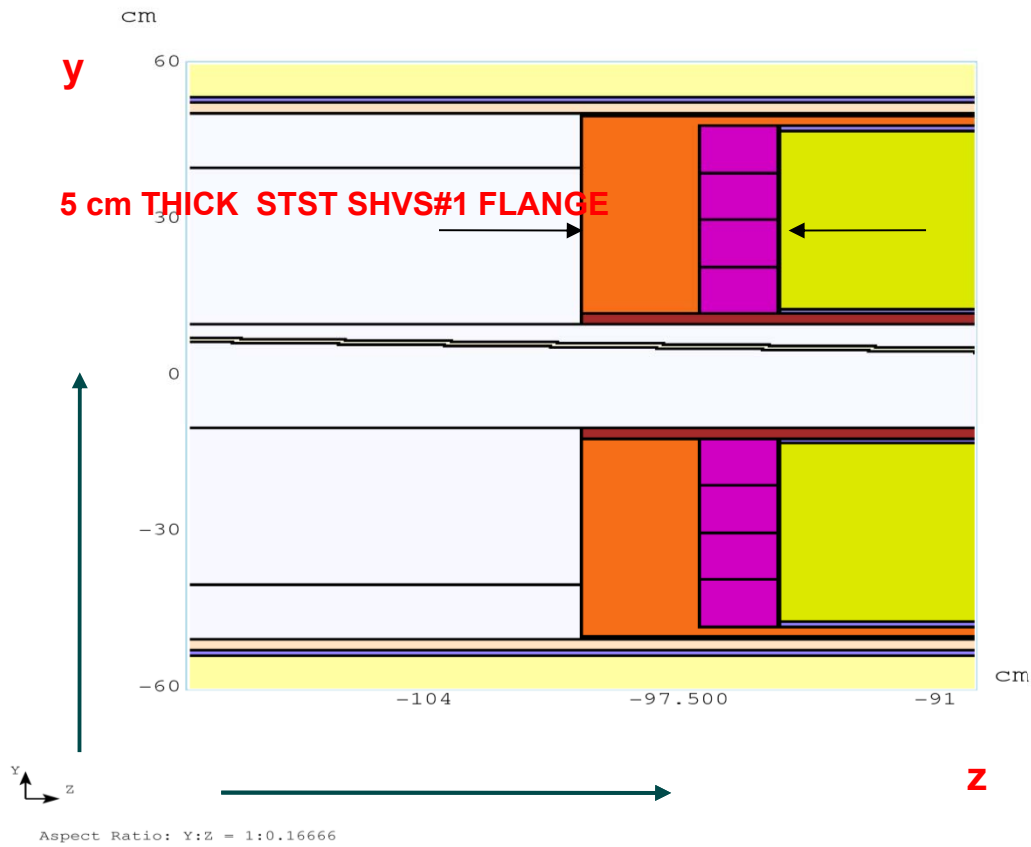 cm
y
60
5 cm THICK  STST SHVS#1 FLANGE
30
0
−30
−60
cm
−104
−97.500
−91
Y
Z
z
Aspect Ratio: Y:Z = 1:0.16666